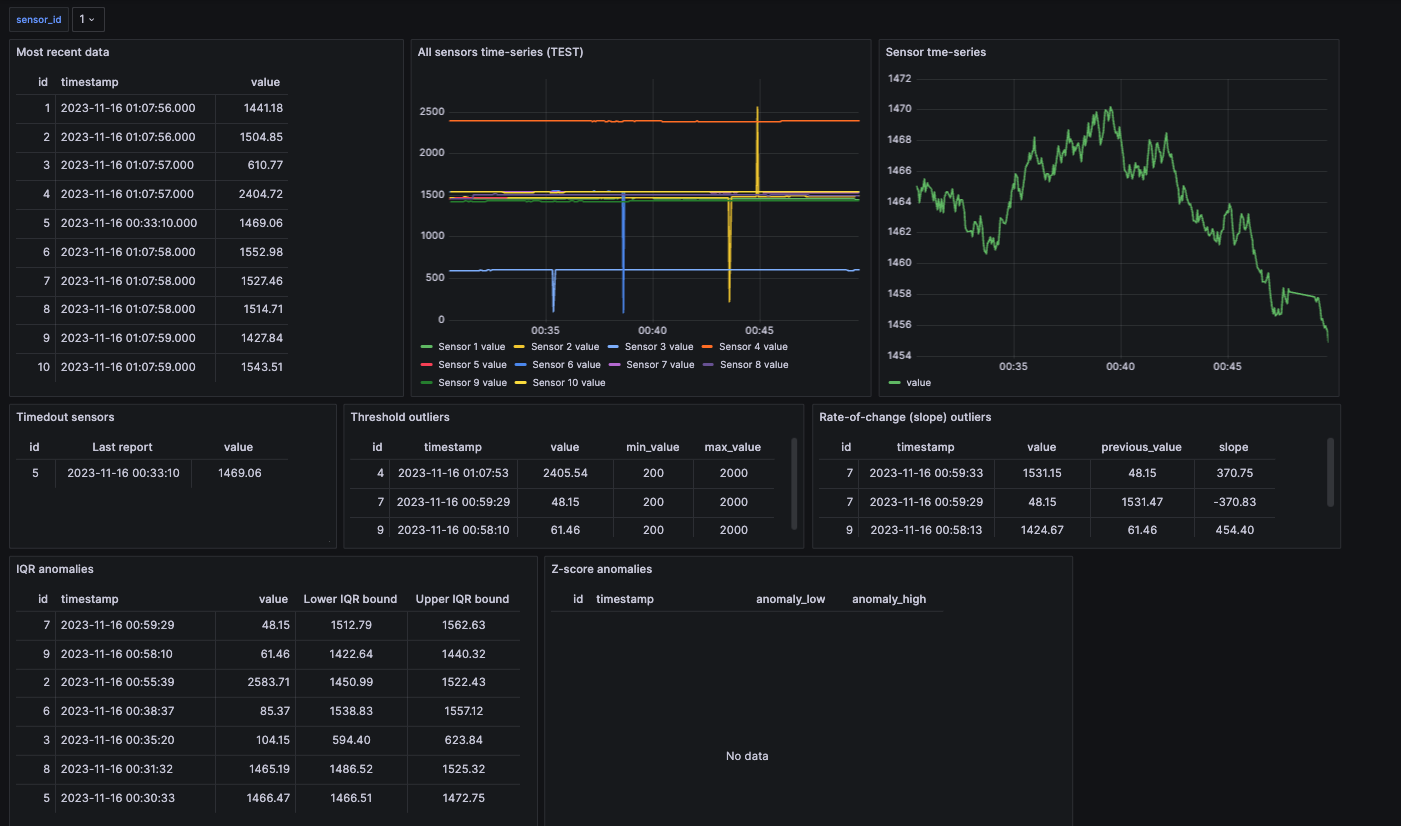 sensor_id 1
Most recent data
id timestamp value
1 2023-11-16 01:07:56.000 1441.18
2 2023-11-16 01:07:56.000 1504.85
3 2023-11-16 01:07:57.000 610.77
4 2023-11-16 01:07:57.000 2404.72
5 2023-11-16 00:33:10.000 1469.06
6 2023-11-16 01:07:58.000 1552.98
7 2023-11-16 01:07:58.000 1527.46
8 2023-11-16 01:07:58.000 1514.71
9 2023-11-16 01:07:59.000 1427.84
10 2023-11-16 01:07:59.000 1543.51
All sensors time-series (TEST)
2500
2000
1500
1000
500
0
00:35 00:40 00:45
Sensor 1 value Sensor 2 value Sensor 3 value Sensor 4 value
Sensor 5 value Sensor 6 value Sensor 7 value Sensor 8 value
Sensor 9 value Sensor 10 value
Sensor tme-series
1472
1470
1468
1466
1464
1462
1460
1458
1456
1454
00:35 00:40 00:45
value
Timedout sensors
id Last report value
5 2023-11-16 00:33:10 1469.06
Threshold outliers
id timestamp value min_value max_value
4 2023-11-16 01:07:53 2405.54 200 2000
7 2023-11-16 00:59:29 48.15 200 2000
9 2023-11-16 00:58:10 61.46 200 2000
Rate-of-change (slope) outliers
id timestamp value previous_value slope
7 2023-11-16 00:59:33 1531.15 48.15 370.75
7 2023-11-16 00:59:29 48.15 1531.47 -370.83
9 2023-11-16 00:58:13 1424.67 61.46 454.40
IQR anomalies
id timestamp value Lower IQR bound Upper IQR bound
7 2023-11-16 00:59:29 48.15 1512.79 1562.63
9 2023-11-16 00:58:10 61.46 1422.64 1440.32
2 2023-11-16 00:55:39 2583.71 1450.99 1522.43
6 2023-11-16 00:38:37 85.37 1538.83 1557.12
3 2023-11-16 00:35:20 104.15 594.40 623.84
8 2023-11-16 00:31:32 1465.19 1486.52 1525.32
5 2023-11-16 00:30:33 1466.47 1466.51 1472.75
Z-score anomalies
id timestamp anomaly_low anomaly_high
No data